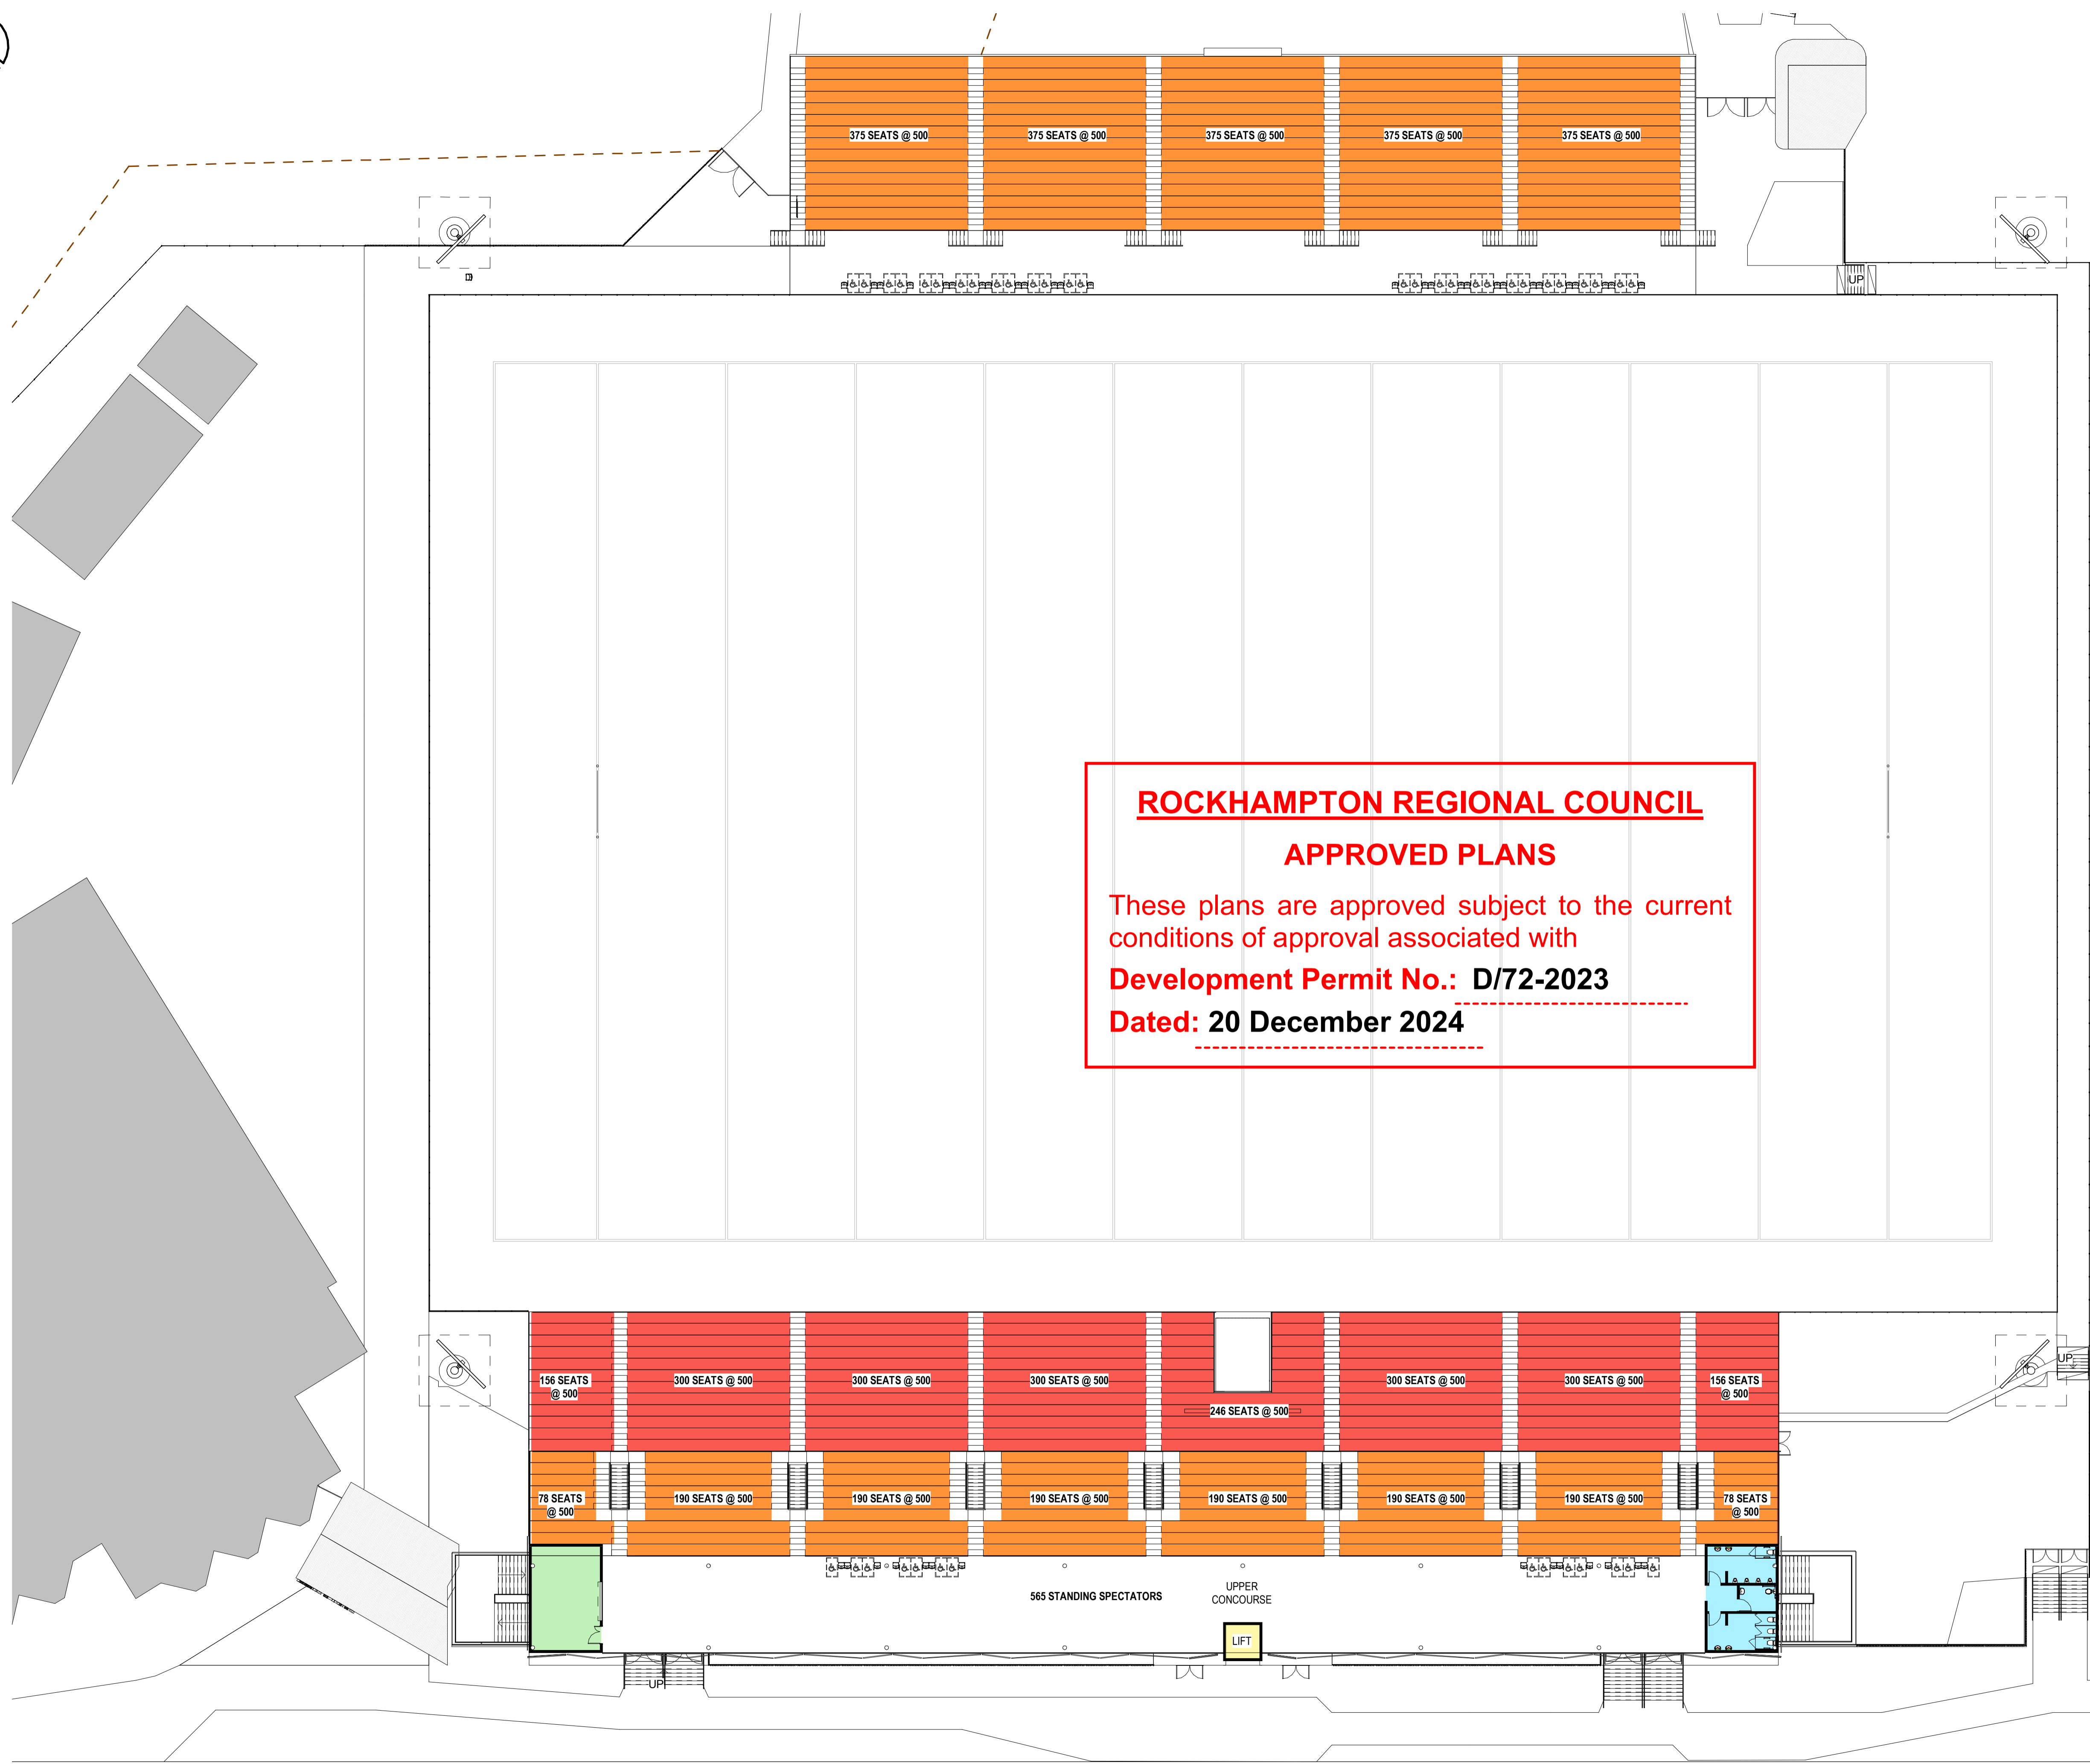 375 SEATS @ 500
375 SEATS @ 500
375 SEATS @ 500
375 SEATS @ 500
375 SEATS @ 500
UP
ROCKHAMPTON REGIONAL COUNCIL
APPROVED PLANS
These plans are approved subject to the current
conditions of approval associated with
Development Permit No.: D/72-2023
Dated: 20 December 2024
UP
156 SEATS
@ 500
300 SEATS @ 500
300 SEATS @ 500
300 SEATS @ 500
246 SEATS @ 500
300 SEATS @ 500
300 SEATS @ 500
156 SEATS
@ 500
78 SEATS
@ 500
190 SEATS @ 500
190 SEATS @ 500
190 SEATS @ 500
190 SEATS @ 500
190 SEATS @ 500
190 SEATS @ 500
78 SEATS
@ 500
565 STANDING SPECTATORS
UPPER
CONCOURSE
LIFT
UP